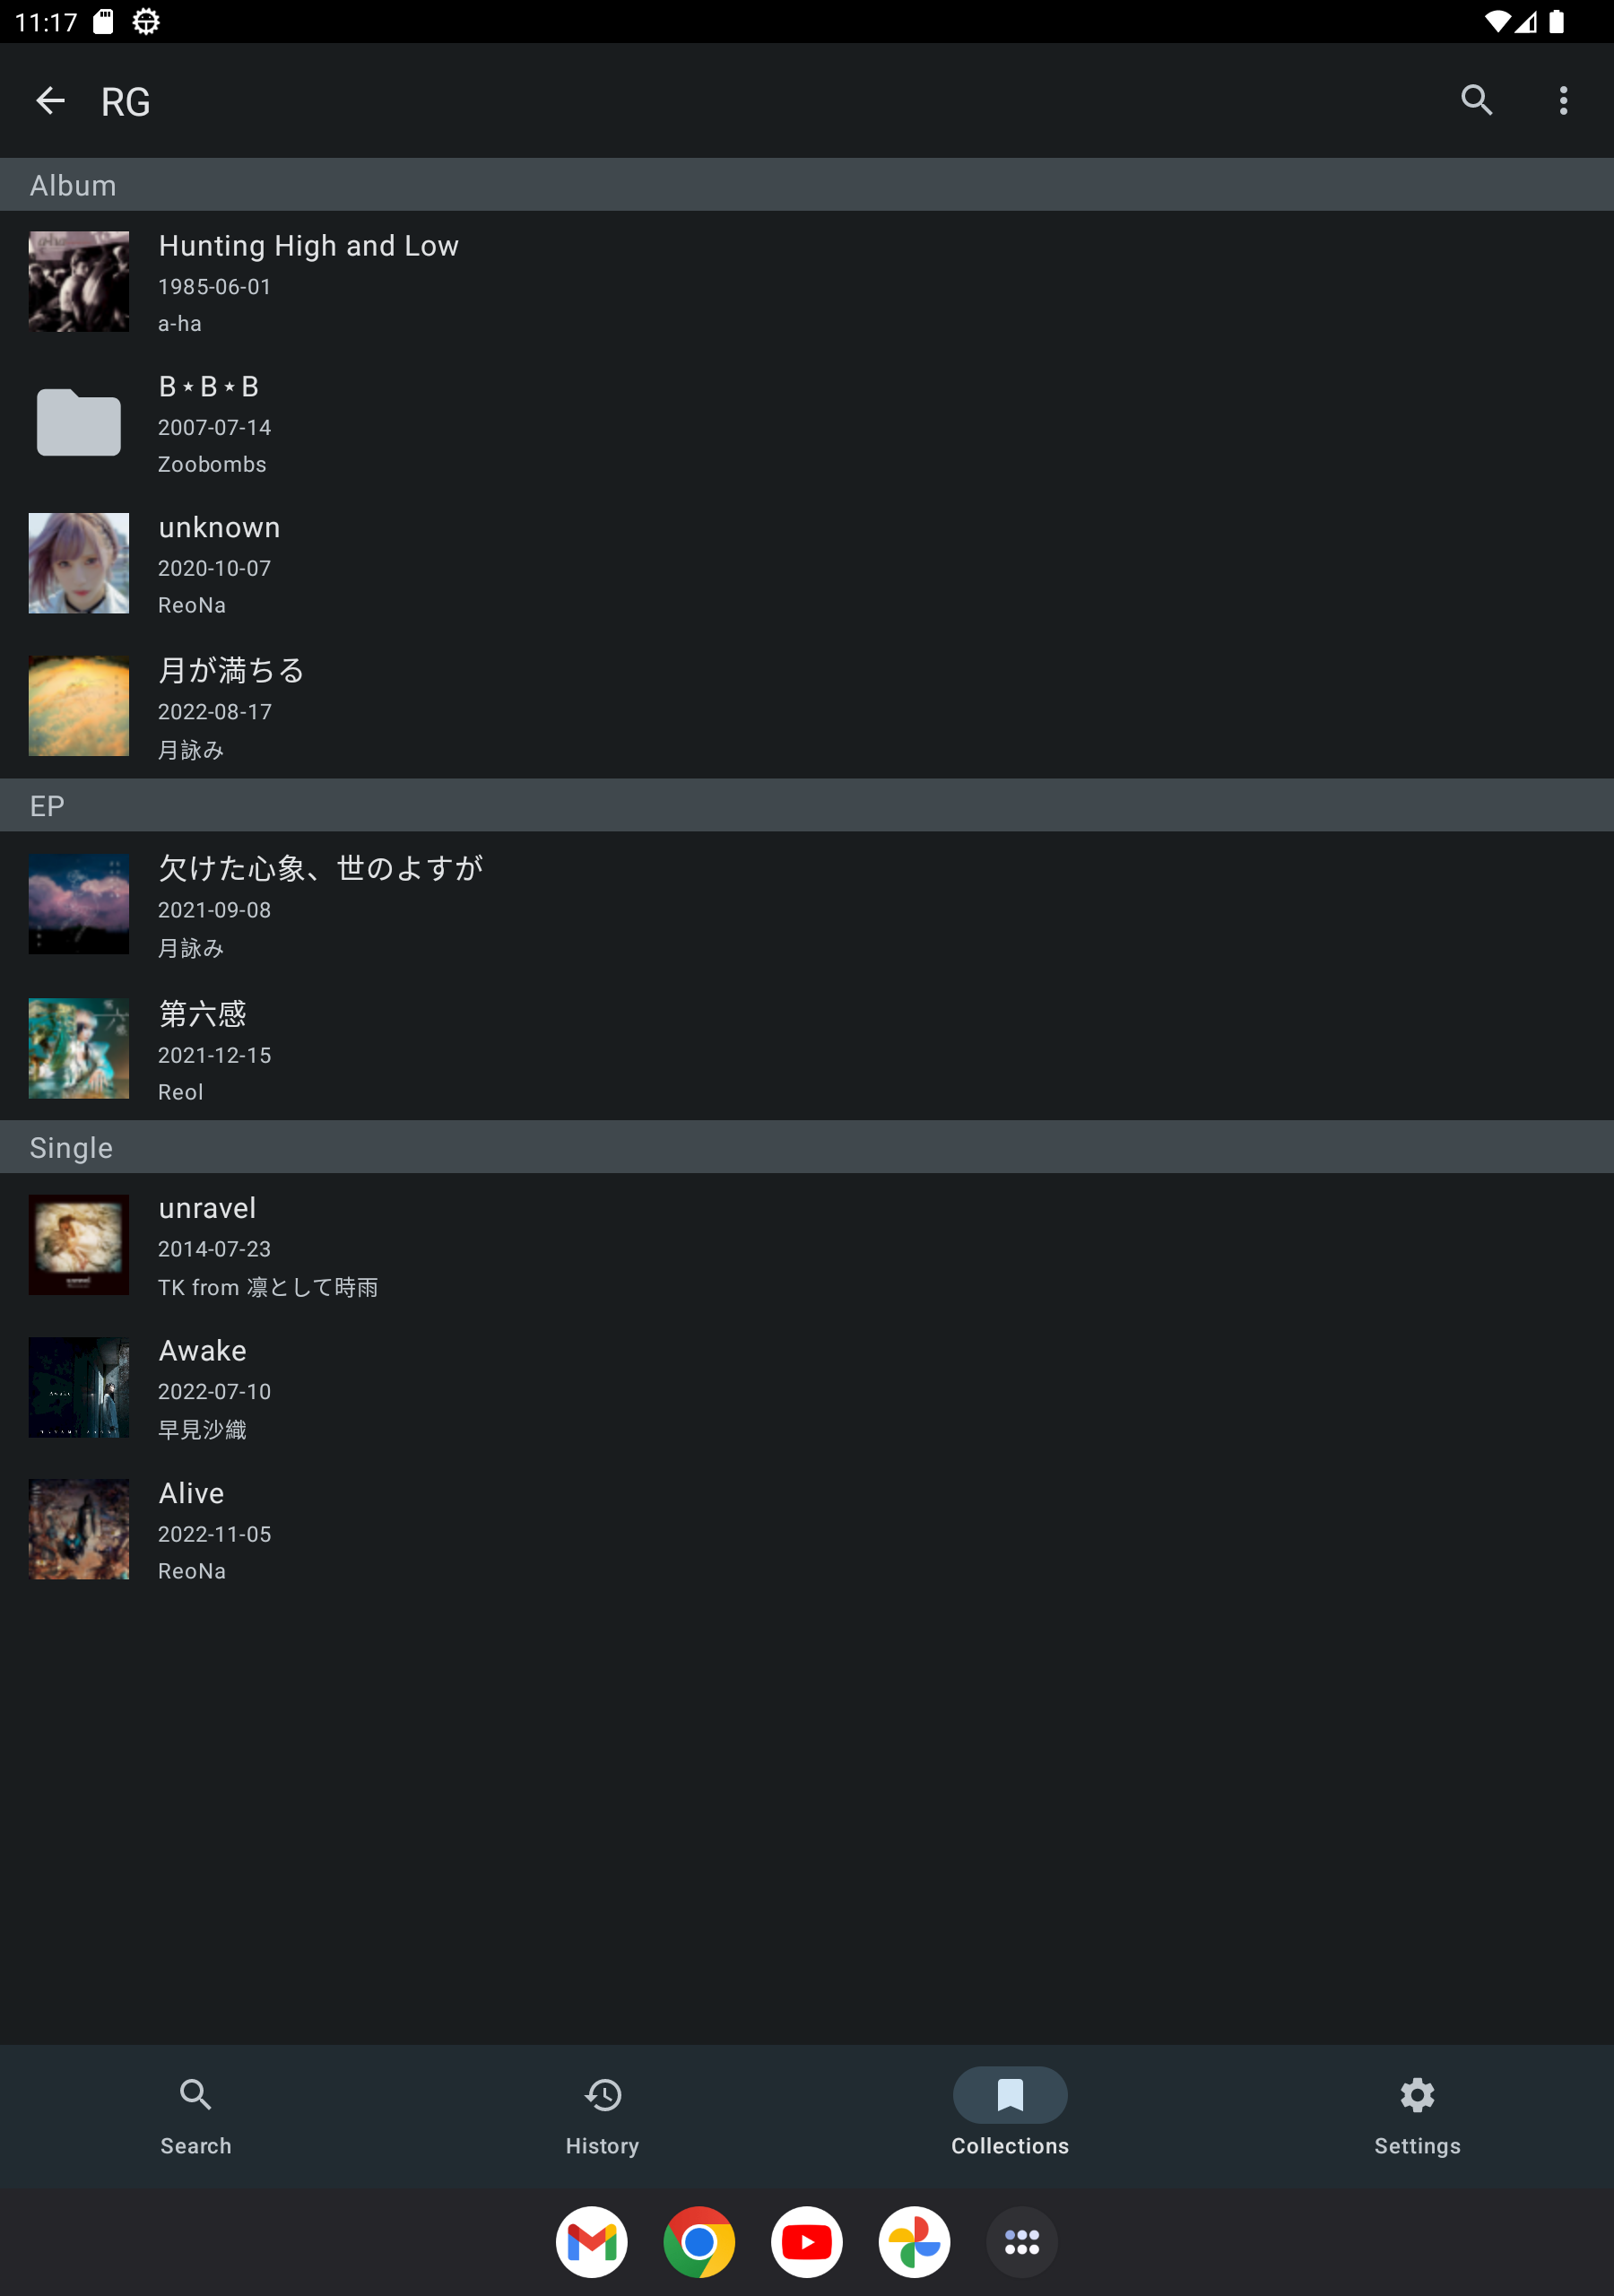 11:17
RG
Album
Hunting High and Low
1985-06-01
a-ha
B⋆B⋆B
2007-07-14
Zoobombs
unknown
2020-10-07
ReoNa
月が満ちる
2022-08-17
月詠み
EP
欠けた心象、世のよすが
2021-09-08
月詠み
第六感
2021-12-15
Reol
Single
unravel
2014-07-23
TK from 凛として時雨
Awake
2022-07-10
早見沙織
Alive
2022-11-05
ReoNa
Search
History
Collections
Settings